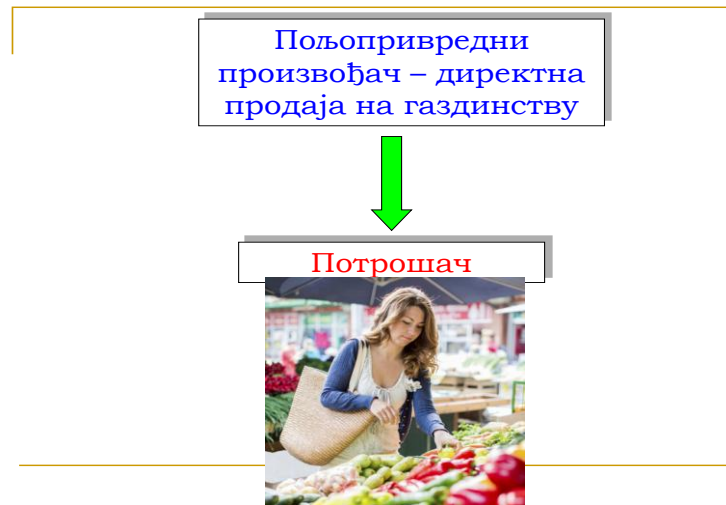 Пољопривредни
произвођач – директна
продаја на газдинству
Потрошач